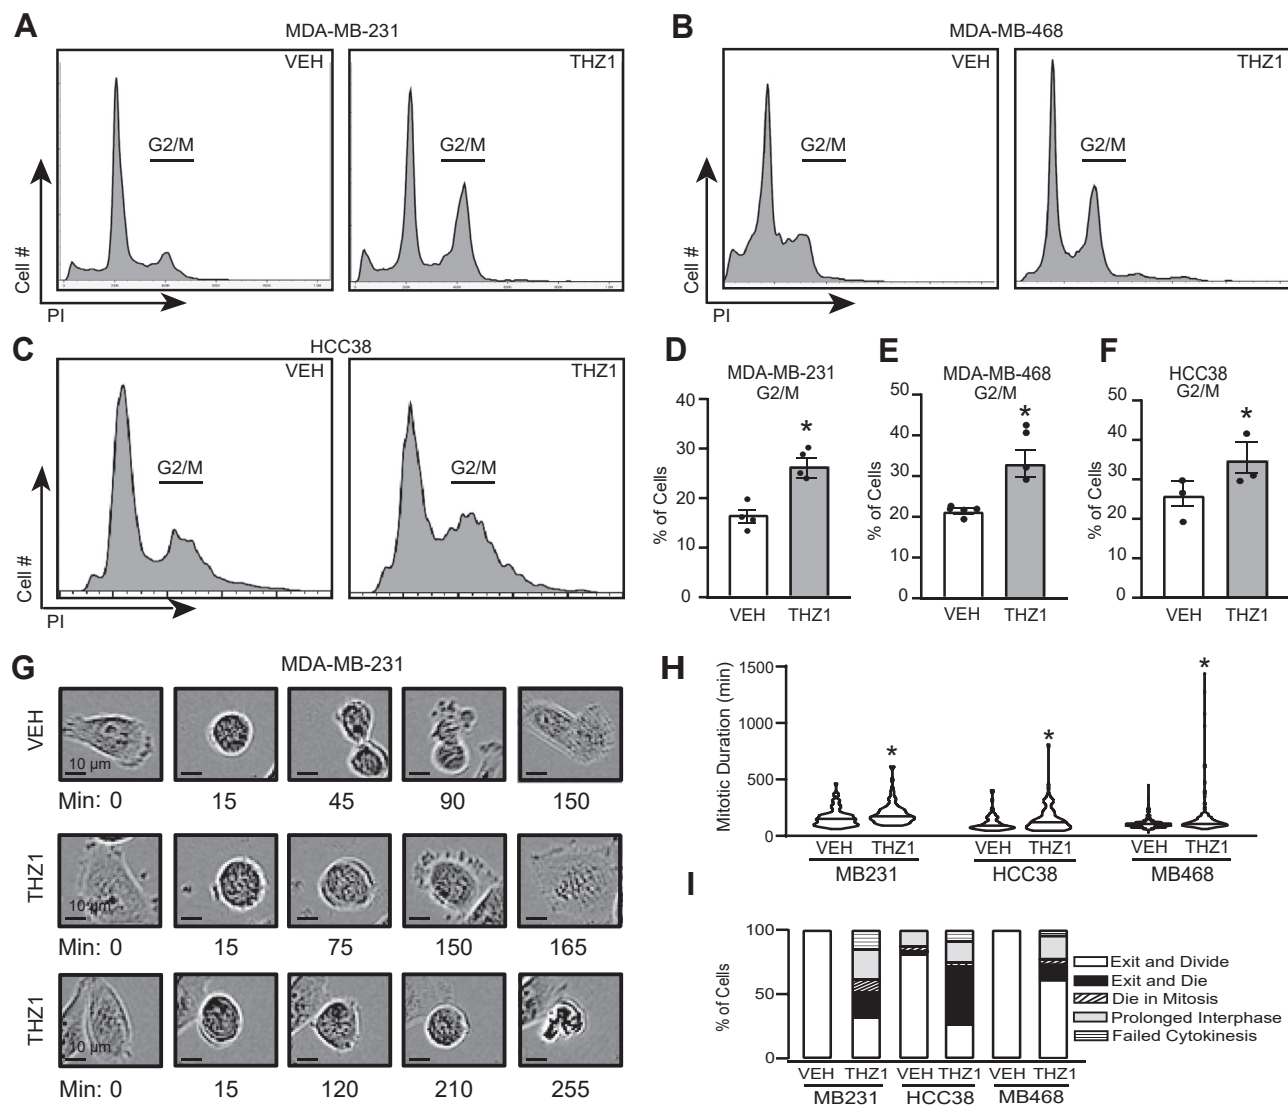 A
MDA-MB-231
VEH
THZ1
G2/M
G2/M
Cell #
PI
B
MDA-MB-468
VEH
THZ1
G2/M
G2/M
Cell #
PI
C
HCC38
VEH
THZ1
G2/M
G2/M
Cell #
PI
D
MDA-MB-231
G2/M
% of Cells
40
30
20
10
0
*
VEH THZ1
E
MDA-MB-468
G2/M
% of Cells
50
40
30
20
10
0
*
VEH THZ1
F
HCC38
G2/M
% of Cells
50
40
30
20
10
0
*
VEH THZ1
G
MDA-MB-231
VEH
10 µm
Min: 0 15 45 90 150
THZ1
10 µm
Min: 0 15 75 150 165
THZ1
10 µm
Min: 0 15 120 210 255
H
Mitotic Duration (min)
1500
1000
500
0
* * *
VEH THZ1 VEH THZ1 VEH THZ1
MB231 HCC38 MB468
I
% of Cells
100
50
0
VEH THZ1 VEH THZ1 VEH THZ1
MB231 HCC38 MB468
Exit and Divide
Exit and Die
Die in Mitosis
Prolonged Interphase
Failed Cytokinesis